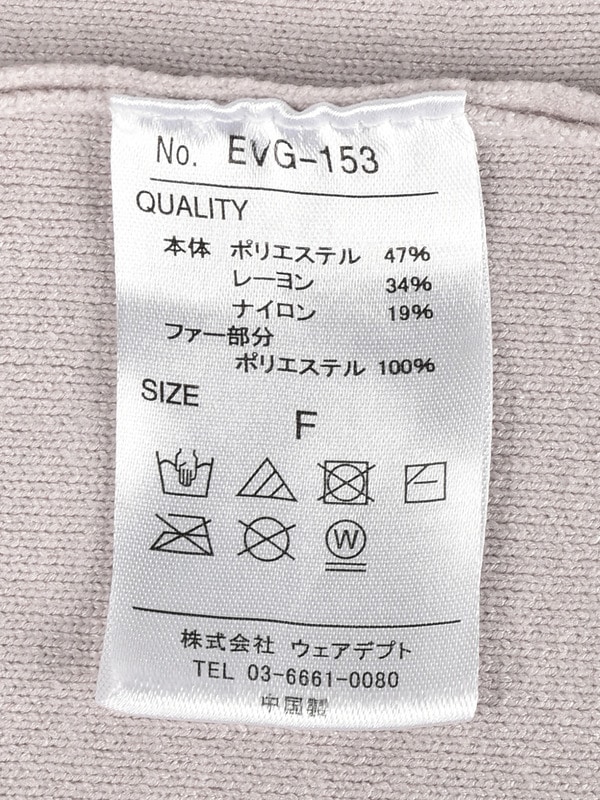 No. EVG-153
QUALITY
本体 ポリエステル 47%
レーヨン 34%
ナイロン 19%
ファー部分
ポリエステル 100%
SIZE
F
W
株式会社 ウェアデプト
TEL 03-6661-0080
中国製